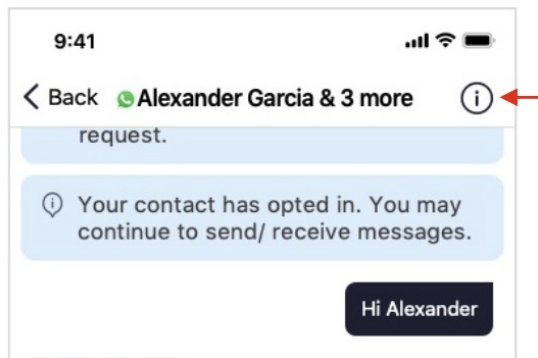 9:41
Back Alexander Garcia & 3 more
request.
Your contact has opted in. You may
continue to send/ receive messages.
Hi Alexander